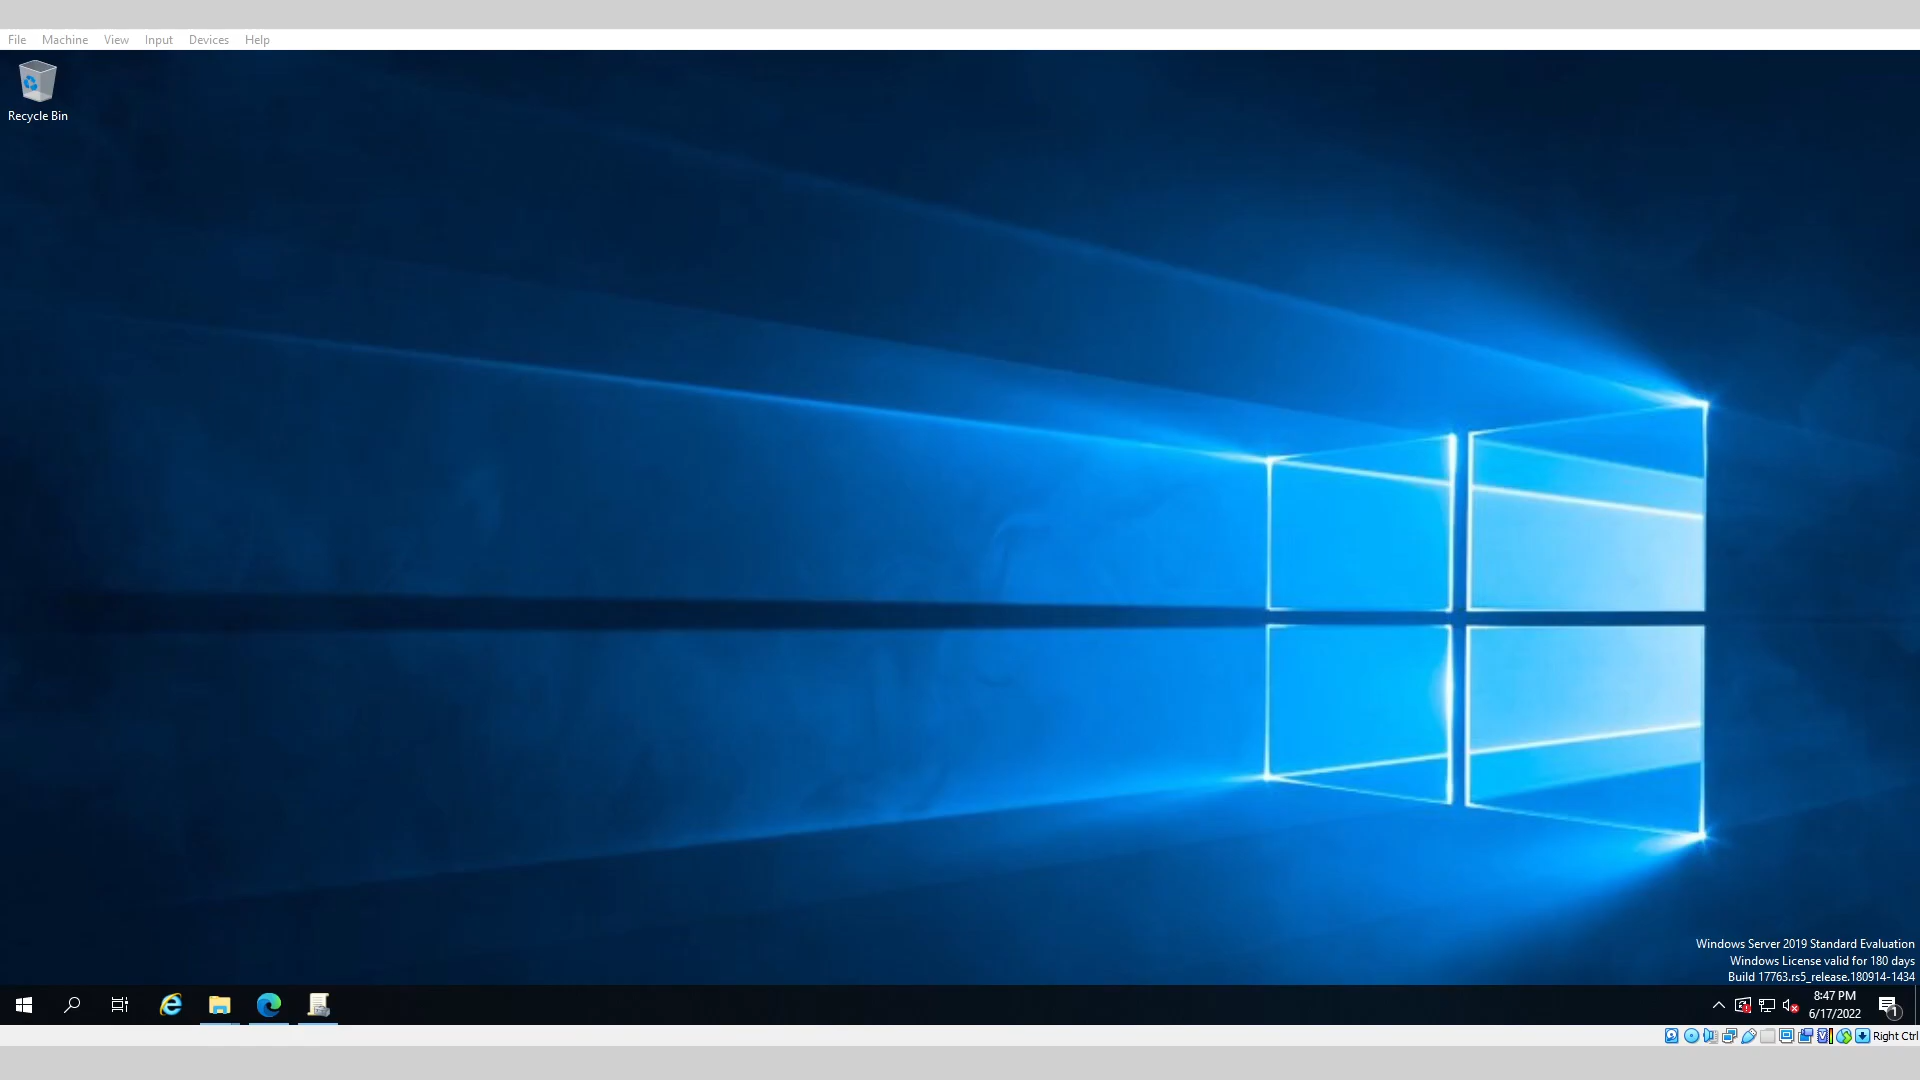 File Machine View Input Devices Help
Recycle Bin
Windows Server 2019 Standard Evaluation
Windows License valid for 180 days
Build 17763.rs5_release.180914-1434
8:47 PM
6/17/2022
1
Right Ctrl